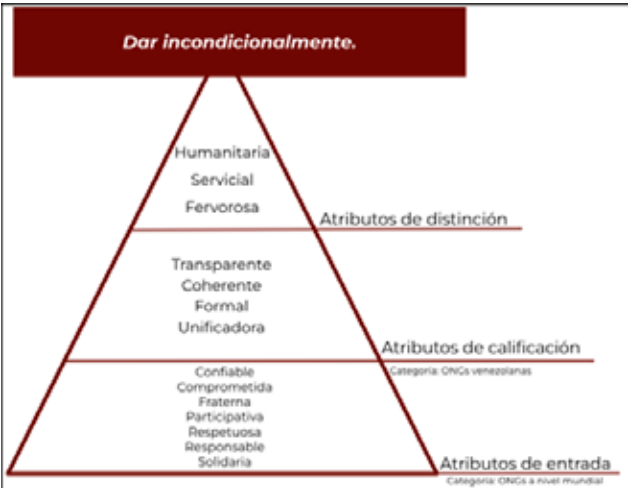 Dar incondicionalmente.
Humanitaria
Servicial
Fervorosa
Atributos de distinción
Transparente
Coherente
Formal
Unificadora
Atributos de calificación
Categoría: ONGs venezolanas
Confiable
Comprometida
Fraterna
Participativa
Respetuosa
Responsable
Solidaria
Atributos de entrada
Categoría: ONGs a nivel mundial